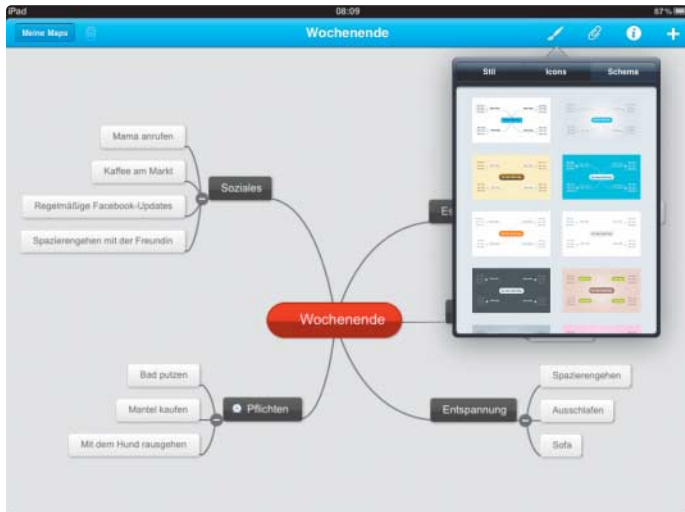 iPad 08:09 87%
Meine Maps Wochenende
Stil Icons Schema
Mama anrufen
Kaffee am Markt
Regelmäßige Facebook-Updates
Spazierengehen mit der Freundin
Soziales
Es
Wochenende
Bad putzen
Mantel kaufen
Mit dem Hund rausgehen
Pflichten
Entspannung
Spazierengehen
Ausschlafen
Sofa